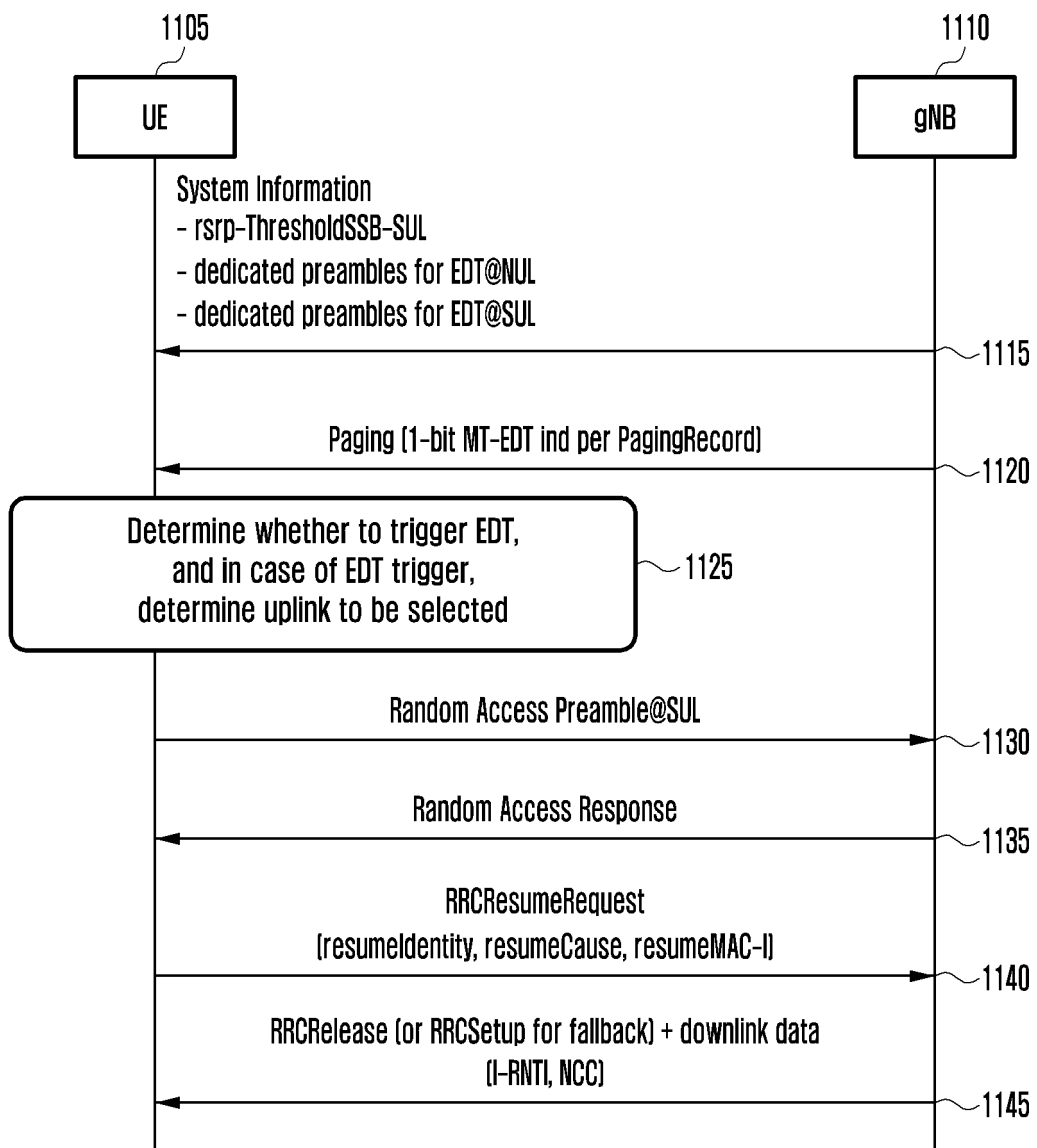 1105
1110
UE
gNB
System Information
- rsrp-ThresholdSSB-SUL
- dedicated preambles for EDT@NUL
- dedicated preambles for EDT@SUL
1115
Paging (1-bit MT-EDT ind per PagingRecord)
1120
Determine whether to trigger EDT,
and in case of EDT trigger,
determine uplink to be selected
1125
Random Access Preamble@SUL
1130
Random Access Response
1135
RRCResumeRequest
(resumeIdentity, resumeCause, resumeMAC-I)
1140
RRCRelease (or RRCSetup for fallback) + downlink data
(I-RNTI, NCC)
1145